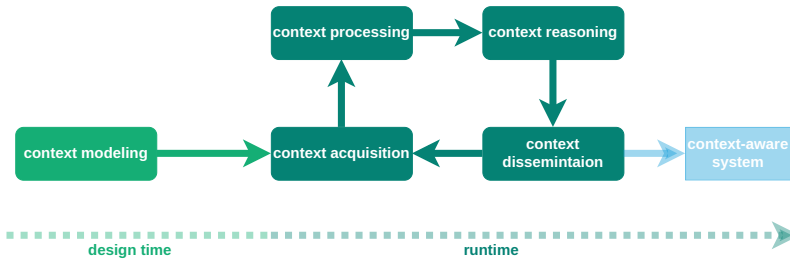 context processing
context reasoning
context modeling
context acquisition
context
dissemintaion
context-aware
system
design time
runtime